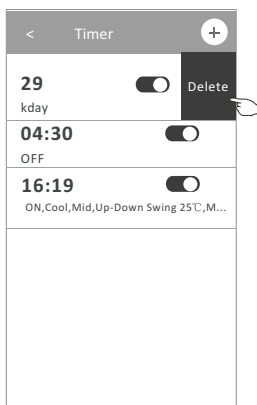 < Timer +
29
Delete
kday
04:30
OFF
16:19
ON,Cool,Mid,Up-Down Swing 25℃,M...